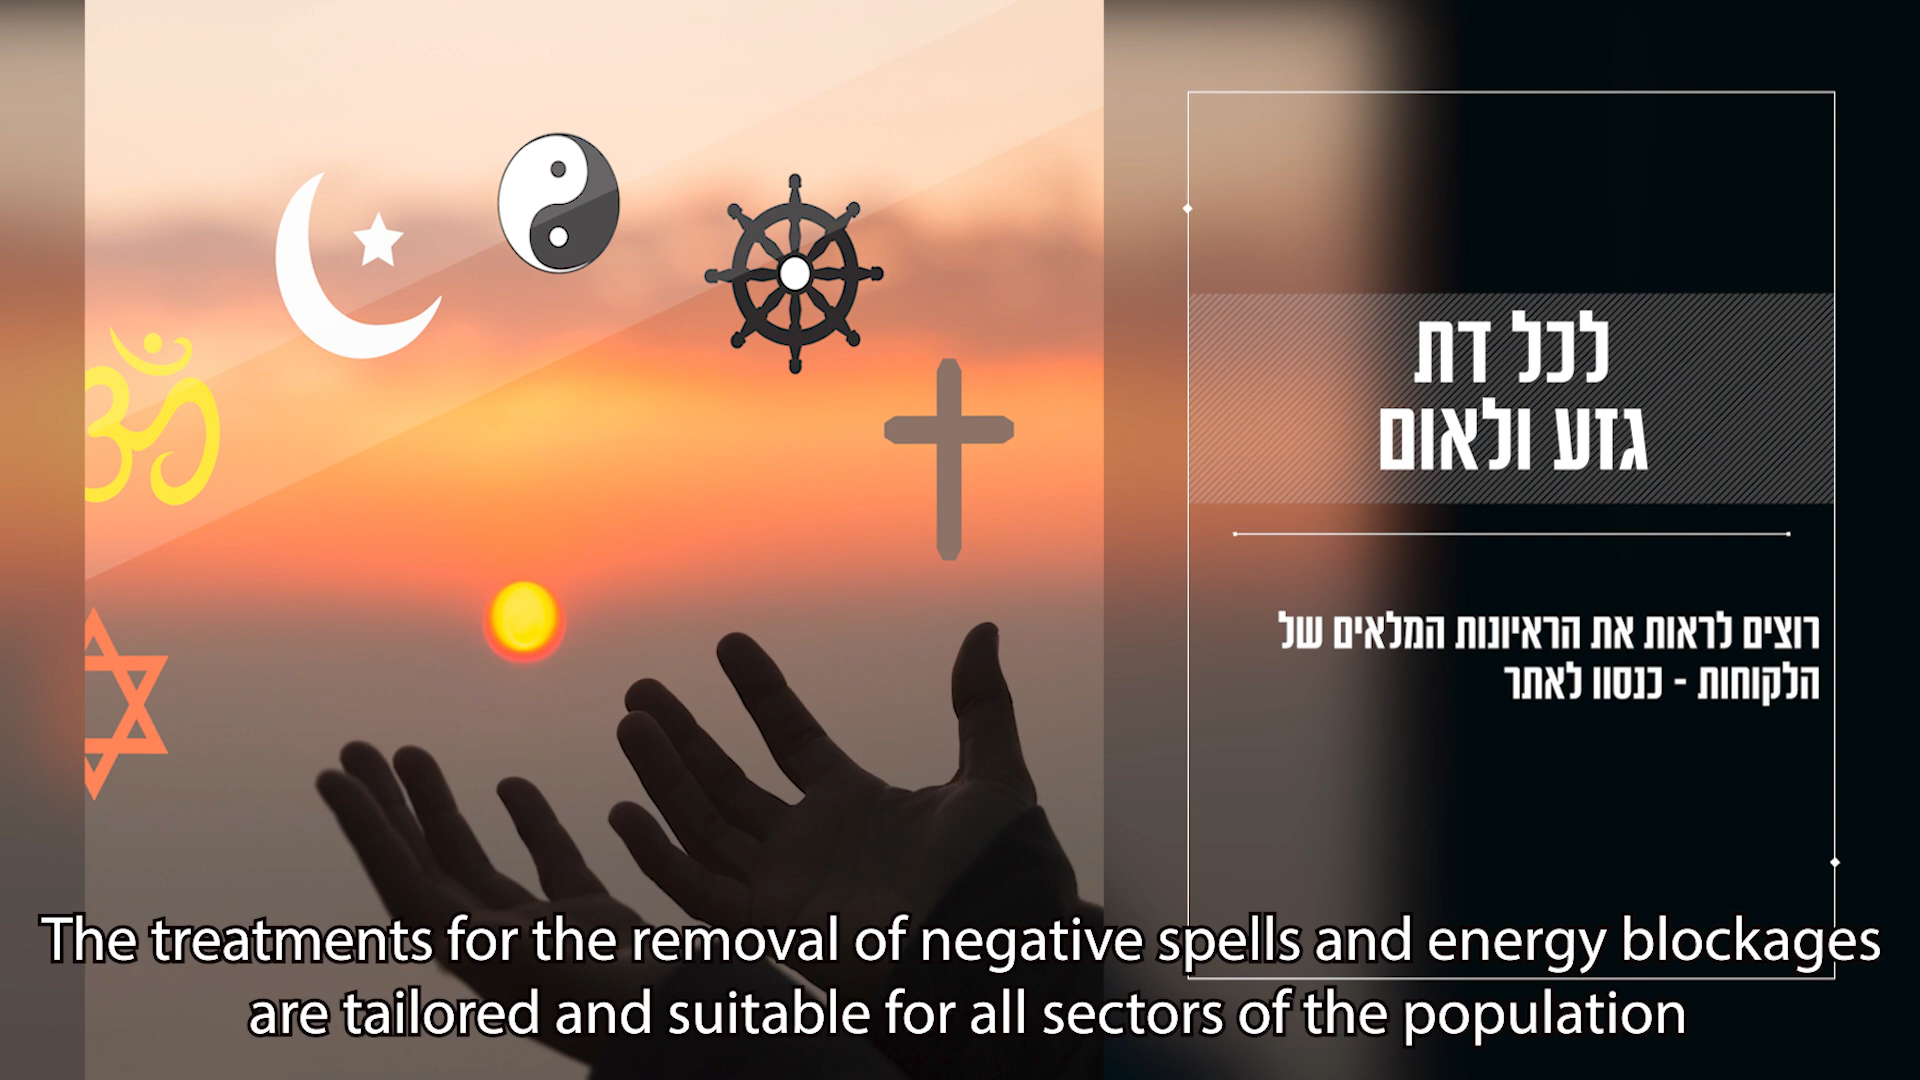 לכל דת
גזע ולאום
רוצים לראות את הראיונות המלאים של
הלקוחות - כנסוו לאתר
The treatments for the removal of negative spells and energy blockages
are tailored and suitable for all sectors of the population